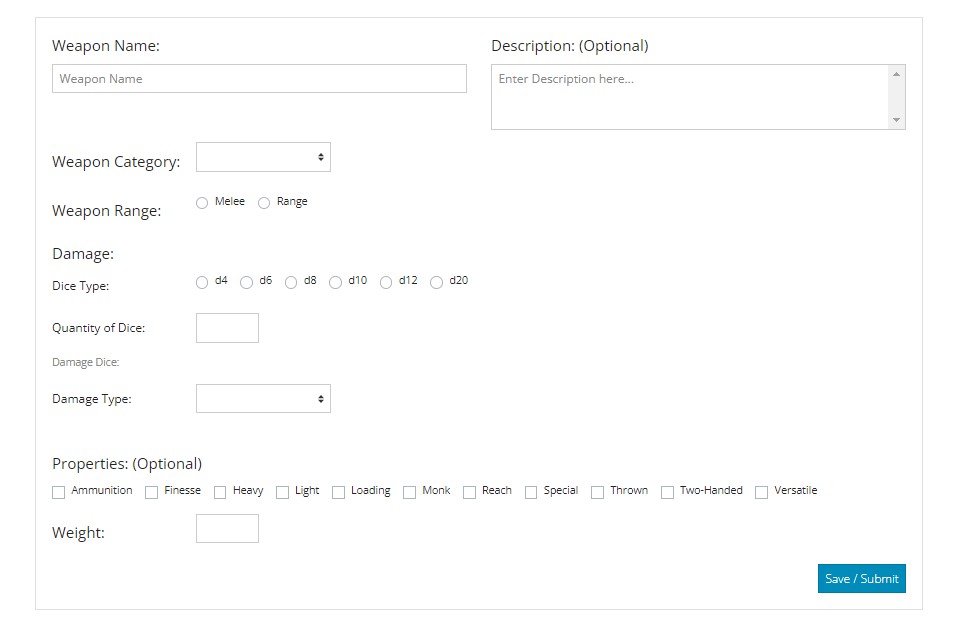 Weapon Name:
Description: (Optional)
Weapon Name
Enter Description here...
Weapon Category:
Weapon Range:
Melee
Range
Damage:
Dice Type:
d4
d6
d8
d10
d12
d20
Quantity of Dice:
Damage Dice:
Damage Type:
Properties: (Optional)
Ammunition
Finesse
Heavy
Light
Loading
Monk
Reach
Special
Thrown
Two-Handed
Versatile
Weight:
Save / Submit